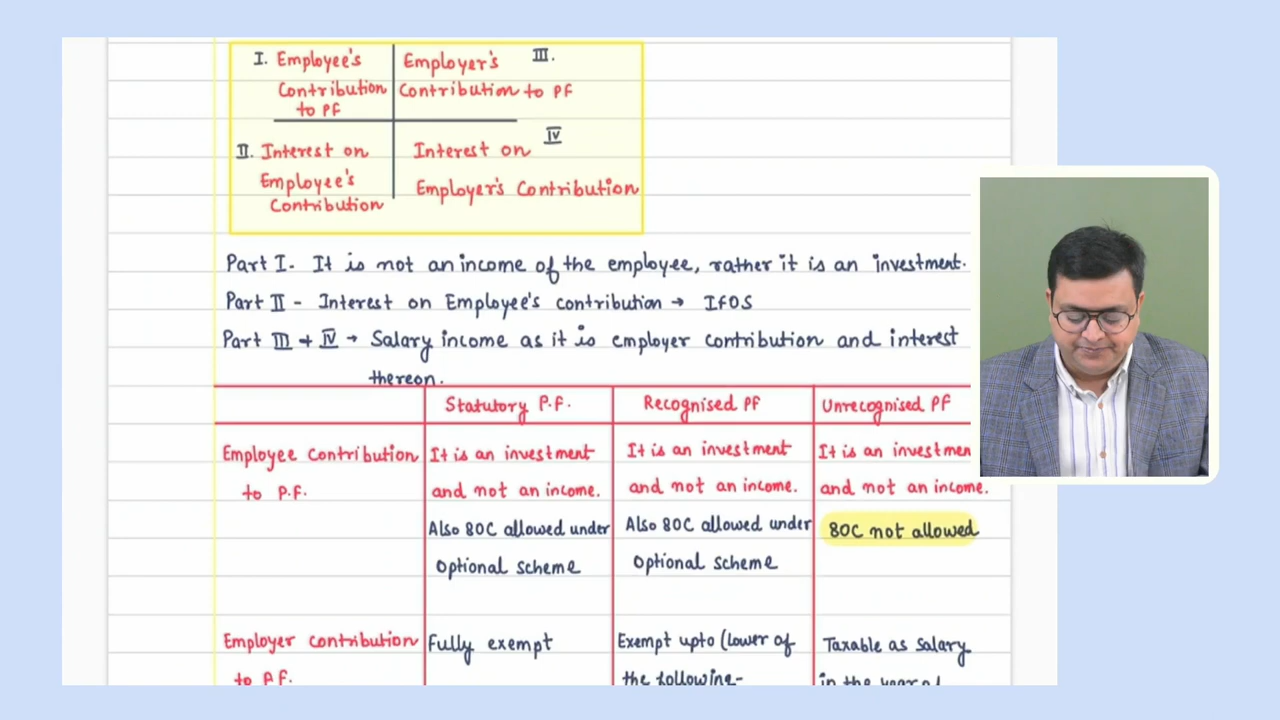 I. Employee's
Contribution
to PF
Employer's III.
Contribution to PF
II. Interest on
Employee's
Contribution
Interest on IV
Employer's Contribution
Part I - It is not an income of the employee, rather it is an investment.
Part II - Interest on Employee's contribution → IFOS
Part III + IV → Salary income as it is employer contribution and interest
thereon.
Statutory P.F. Recognised PF Unrecognised PF
Employee Contribution
to P.F.
It is an investment
and not an income.
Also 80C allowed under
Optional scheme
It is an investment
and not an income.
Also 80C allowed under
Optional scheme
It is an investmen
and not an income.
80C not allowed
Employer contribution
to P.F.
Fully exempt
Exempt upto (lower of
the following-
Taxable as salary
in the year of